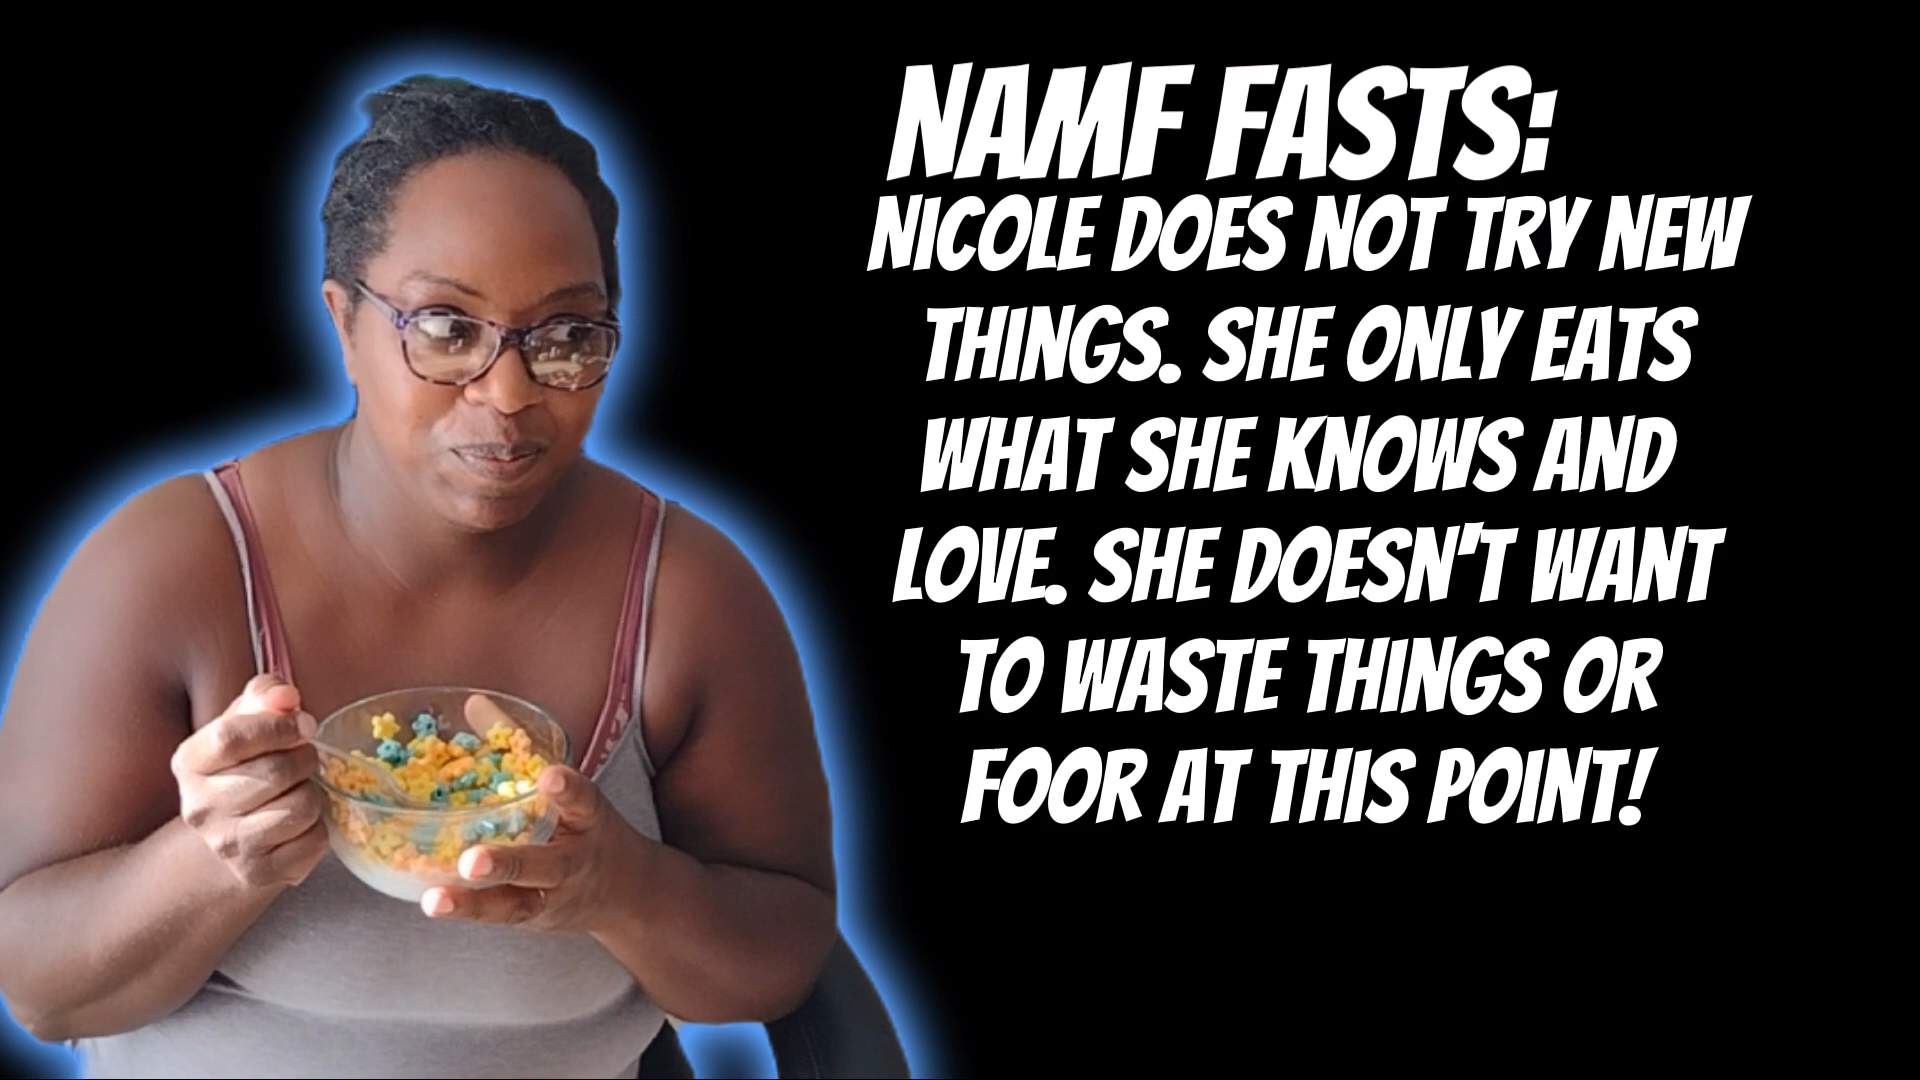 NAMF FASTS:
NICOLE DOES NOT TRY NEW
THINGS. SHE ONLY EATS
WHAT SHE KNOWS AND
LOVE. SHE DOESN'T WANT
TO WASTE THINGS OR
FOOR AT THIS POINT!